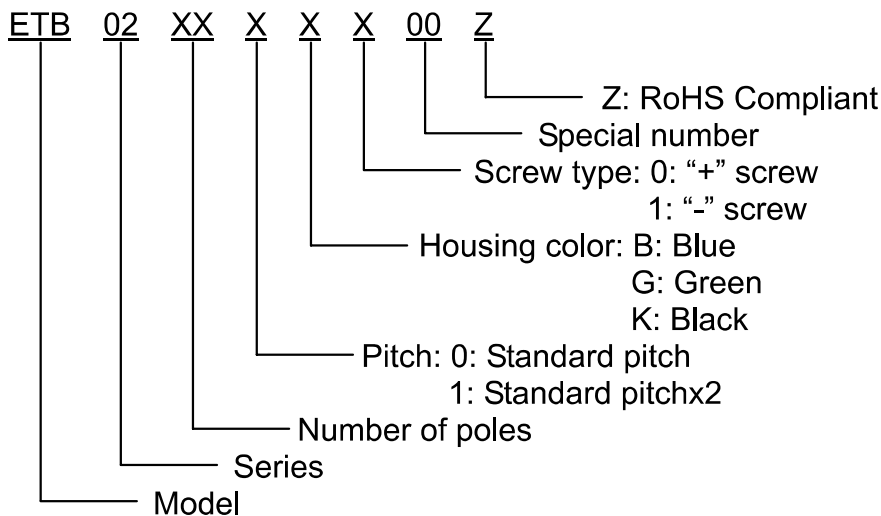 ETB 02 XX X X X 00 Z
Z: RoHS Compliant
Special number
Screw type: 0: “+” screw
1: “-” screw
Housing color: B: Blue
G: Green
K: Black
Pitch: 0: Standard pitch
1: Standard pitchx2
Number of poles
Series
Model